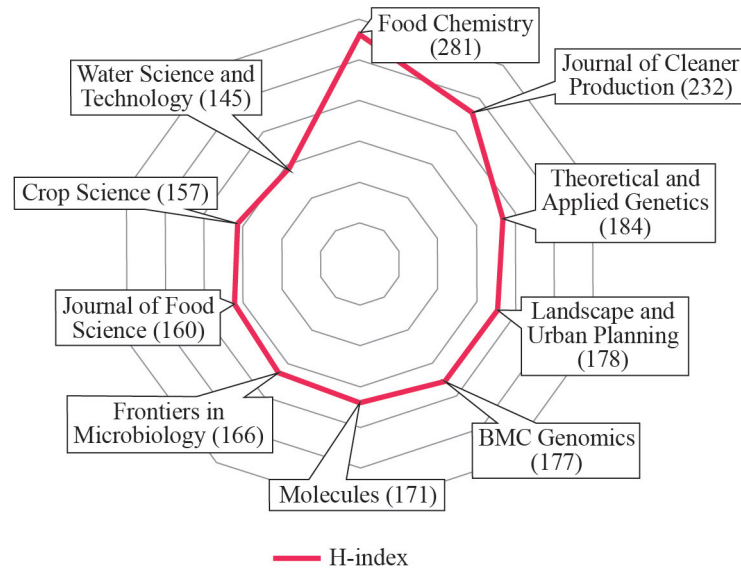 Food Chemistry
(281)
Journal of Cleaner
Production (232)
Theoretical and
Applied Genetics
(184)
Landscape and
Urban Planning
(178)
BMC Genomics
(177)
Molecules (171)
Frontiers in
Microbiology (166)
Journal of Food
Science (160)
Crop Science (157)
Water Science and
Technology (145)
H-index